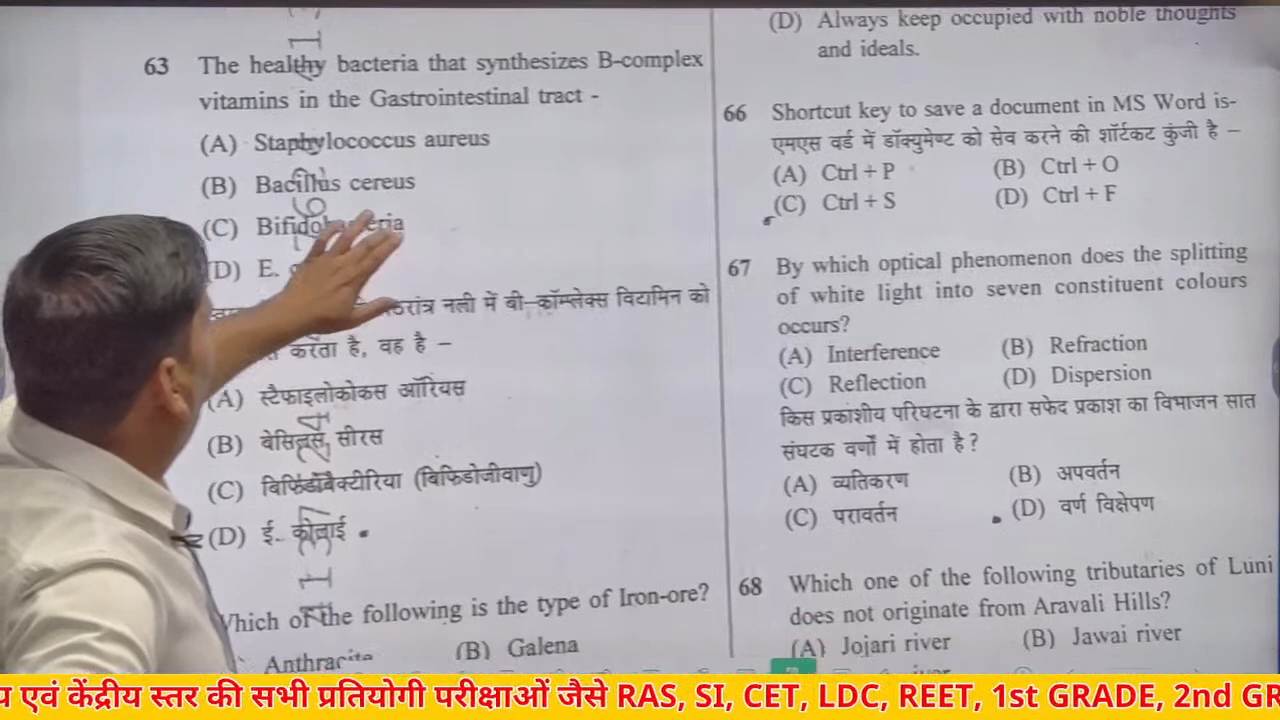 63 The healthy bacteria that synthesizes B-complex
vitamins in the Gastrointestinal tract -
(A) Staphylococcus aureus
(B) Bacillus cereus
(C) Bifidobacteria
(D) E.
नली में बी-कॉम्प्लेक्स विटामिन को
करता है, वह है –
(A) स्टैफाइलोकोकस ऑरियस
(B) बेसिलस सीरस
(C) बिफिडोबैक्टीरिया (बिफिडोजीवाणु)
(D) ई. कोलाई
Which of the following is the type of Iron-ore?
Anthracite
(B) Galena
(D) Always keep occupied with noble thoughts
and ideals.
66 Shortcut key to save a document in MS Word is-
एमएस वर्ड में डॉक्युमेण्ट को सेव करने की शॉर्टकट कुंजी है –
(A) Ctrl + P (B) Ctrl + O
(C) Ctrl + S (D) Ctrl + F
67 By which optical phenomenon does the splitting
of white light into seven constituent colours
occurs?
(A) Interference (B) Refraction
(C) Reflection (D) Dispersion
किस प्रकाशीय परिघटना के द्वारा सफेद प्रकाश का विभाजन सात
संघटक वर्णों में होता है?
(A) व्यतिकरण (B) अपवर्तन
(C) परावर्तन (D) वर्ण विक्षेपण
68 Which one of the following tributaries of Luni
does not originate from Aravali Hills?
(A) Jojari river (B) Jawai river
एवं केंद्रीय स्तर की सभी प्रतियोगी परीक्षाओं जैसे RAS, SI, CET, LDC, REET, 1st GRADE, 2nd GR